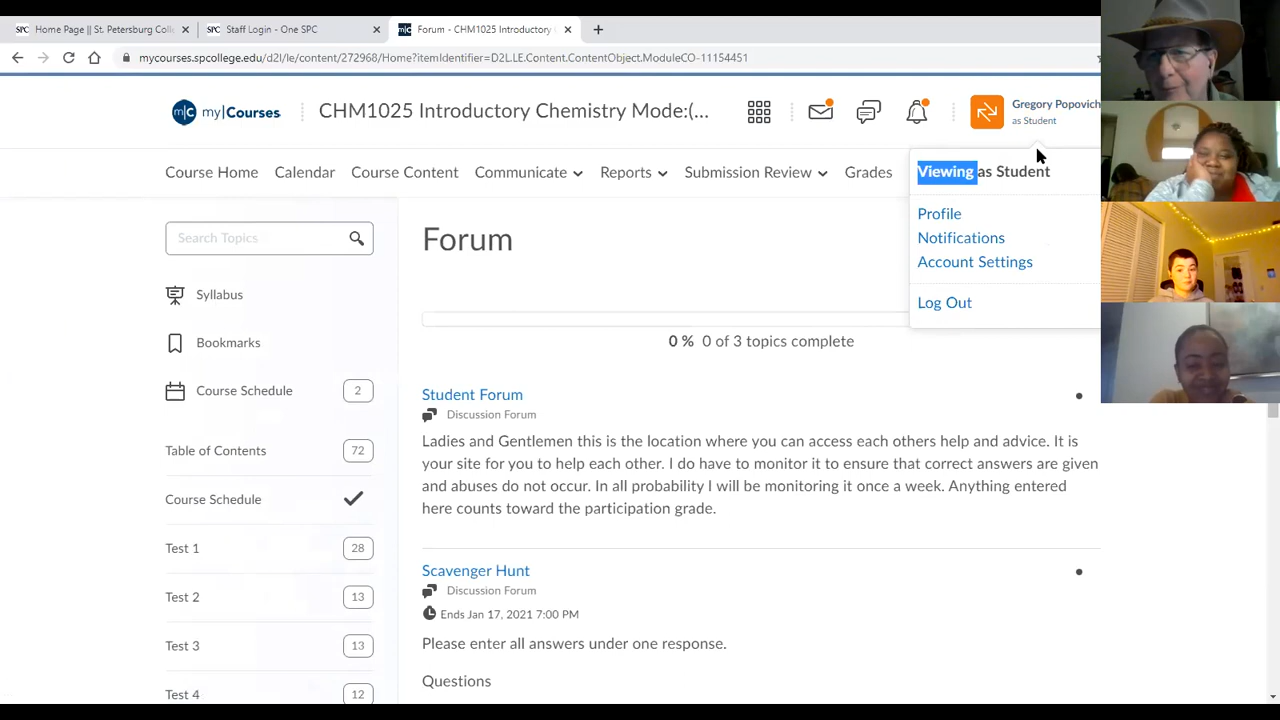 Home Page || St. Petersburg Coll
Staff Login - One SPC
Forum - CHM1025 Introductory
mycourses.spcollege.edu/d2l/le/content/272968/Home?itemIdentifier=D2L.LE.Content.ContentObject.ModuleCO-11154451
my|Courses
CHM1025 Introductory Chemistry Mode:(...
Gregory Popovich
as Student
Course Home
Calendar
Course Content
Communicate
Reports
Submission Review
Grades
Viewing as Student
Profile
Notifications
Account Settings
Log Out
Search Topics
Syllabus
Bookmarks
Course Schedule 2
Table of Contents 72
Course Schedule
Test 1 28
Test 2 13
Test 3 13
Test 4 12
Forum
0 % 0 of 3 topics complete
Student Forum
Discussion Forum
Ladies and Gentlemen this is the location where you can access each others help and advice. It is
your site for you to help each other. I do have to monitor it to ensure that correct answers are given
and abuses do not occur. In all probability I will be monitoring it once a week. Anything entered
here counts toward the participation grade.
Scavenger Hunt
Discussion Forum
Ends Jan 17, 2021 7:00 PM
Please enter all answers under one response.
Questions